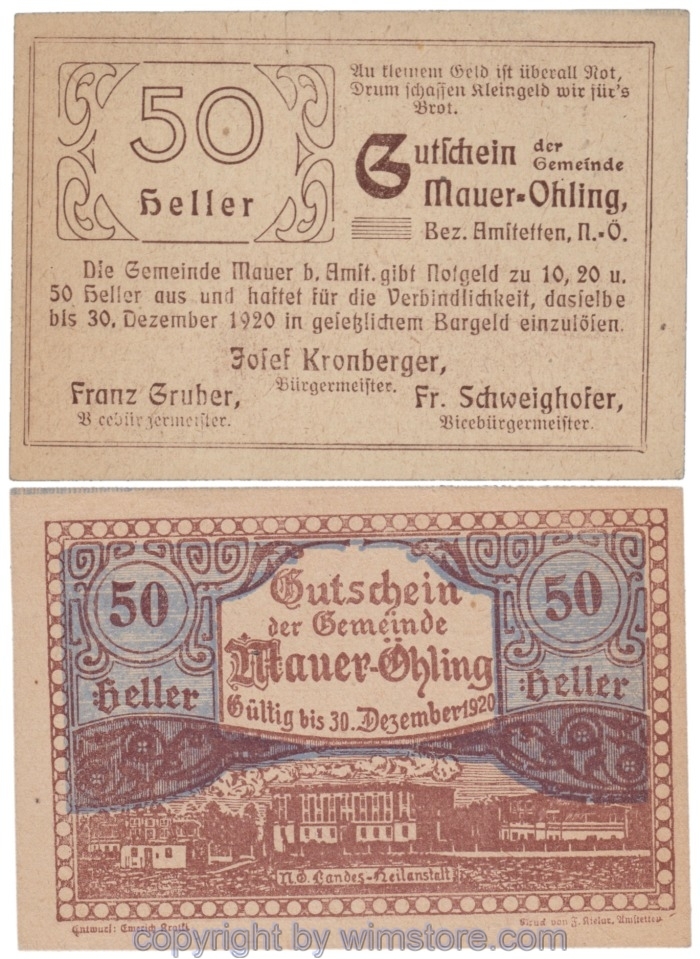 An kleinem Geld ist überall Not,
Drum schaffen Kleingeld wir für's
Brot.
50
Heller
Gutschein der
Gemeinde
Mauer-Ohling,
Bez. Amstetten, N.-Ö.
Die Gemeinde Mauer b. Amst. gibt Notgeld zu 10, 20 u.
50 Heller aus und haftet für die Verbindlichkeit, dasselbe
bis 30. Dezember 1920 in gesetzlichem Bargeld einzulösen.
Josef Kronberger,
Bürgermeister.
Franz Gruber,
Vicebürgermeister.
Fr. Schweighofer,
Vicebürgermeister.
50
Heller
Gutschein
der Gemeinde
Mauer-Öhling
Gültig bis 30. Dezember 1920
50
Heller
N.Ö. Landes-Heilanstalt
Entwurf: Emerich
Druck von F. Amstetten
copyright by wimstore.com